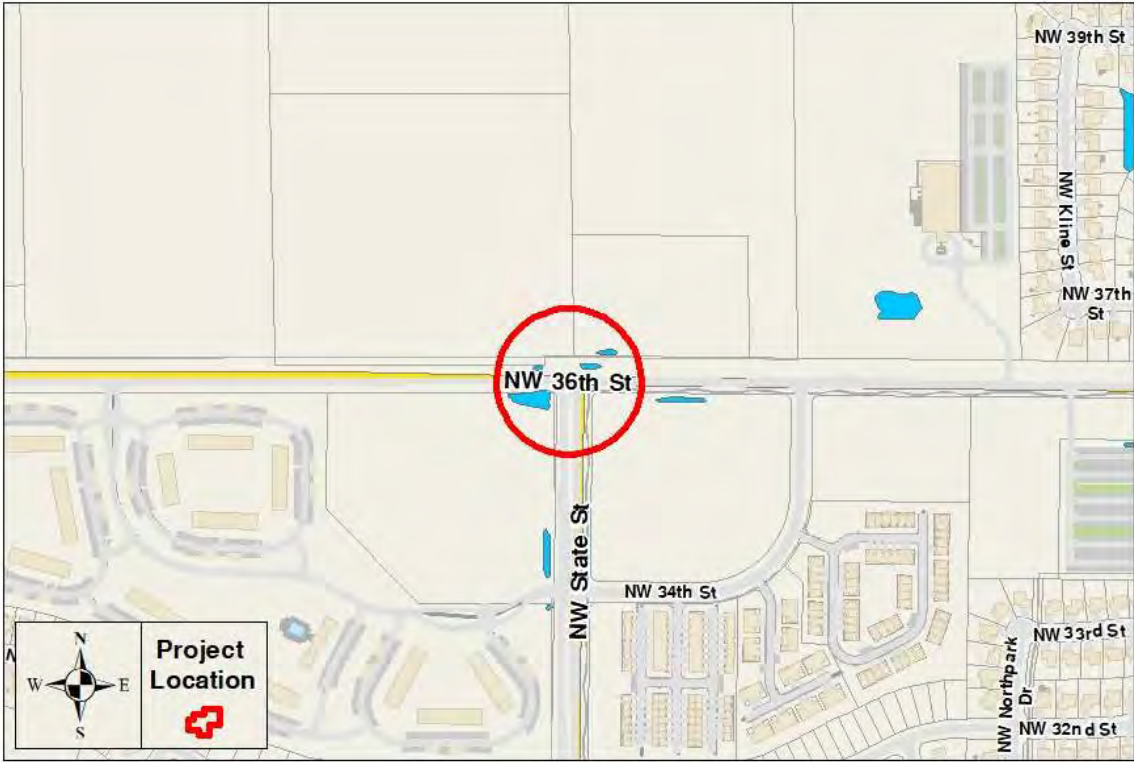 NW 39th St
NW Kline St
NW 37th
St
NW 36th St
NW State St
NW 34th St
NW 33rd St
NW Northpark
Dr
NW 32nd St
N
W
E
S
Project
Location